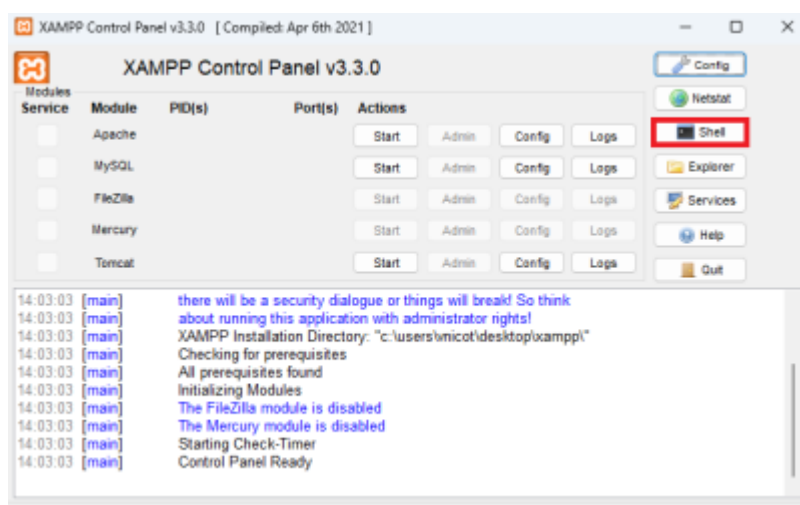 XAMPP Control Panel v3.3.0 [ Compiled: Apr 6th 2021 ]
XAMPP Control Panel v3.3.0
Config
Modules
Netstat
Service Module PID(s) Port(s) Actions
Apache Start Admin Config Logs
Shell
MySQL Start Admin Config Logs
Explorer
FileZilla Start Admin Config Logs
Services
Mercury Start Admin Config Logs
Help
Tomcat Start Admin Config Logs
Quit
14:03:03 [main] there will be a security dialogue or things will break! So think
14:03:03 [main] about running this application with administrator rights!
14:03:03 [main] XAMPP Installation Directory: "c:\users\vnicot\desktop\xampp\"
14:03:03 [main] Checking for prerequisites
14:03:03 [main] All prerequisites found
14:03:03 [main] Initializing Modules
14:03:03 [main] The FileZilla module is disabled
14:03:03 [main] The Mercury module is disabled
14:03:03 [main] Starting Check-Timer
14:03:03 [main] Control Panel Ready